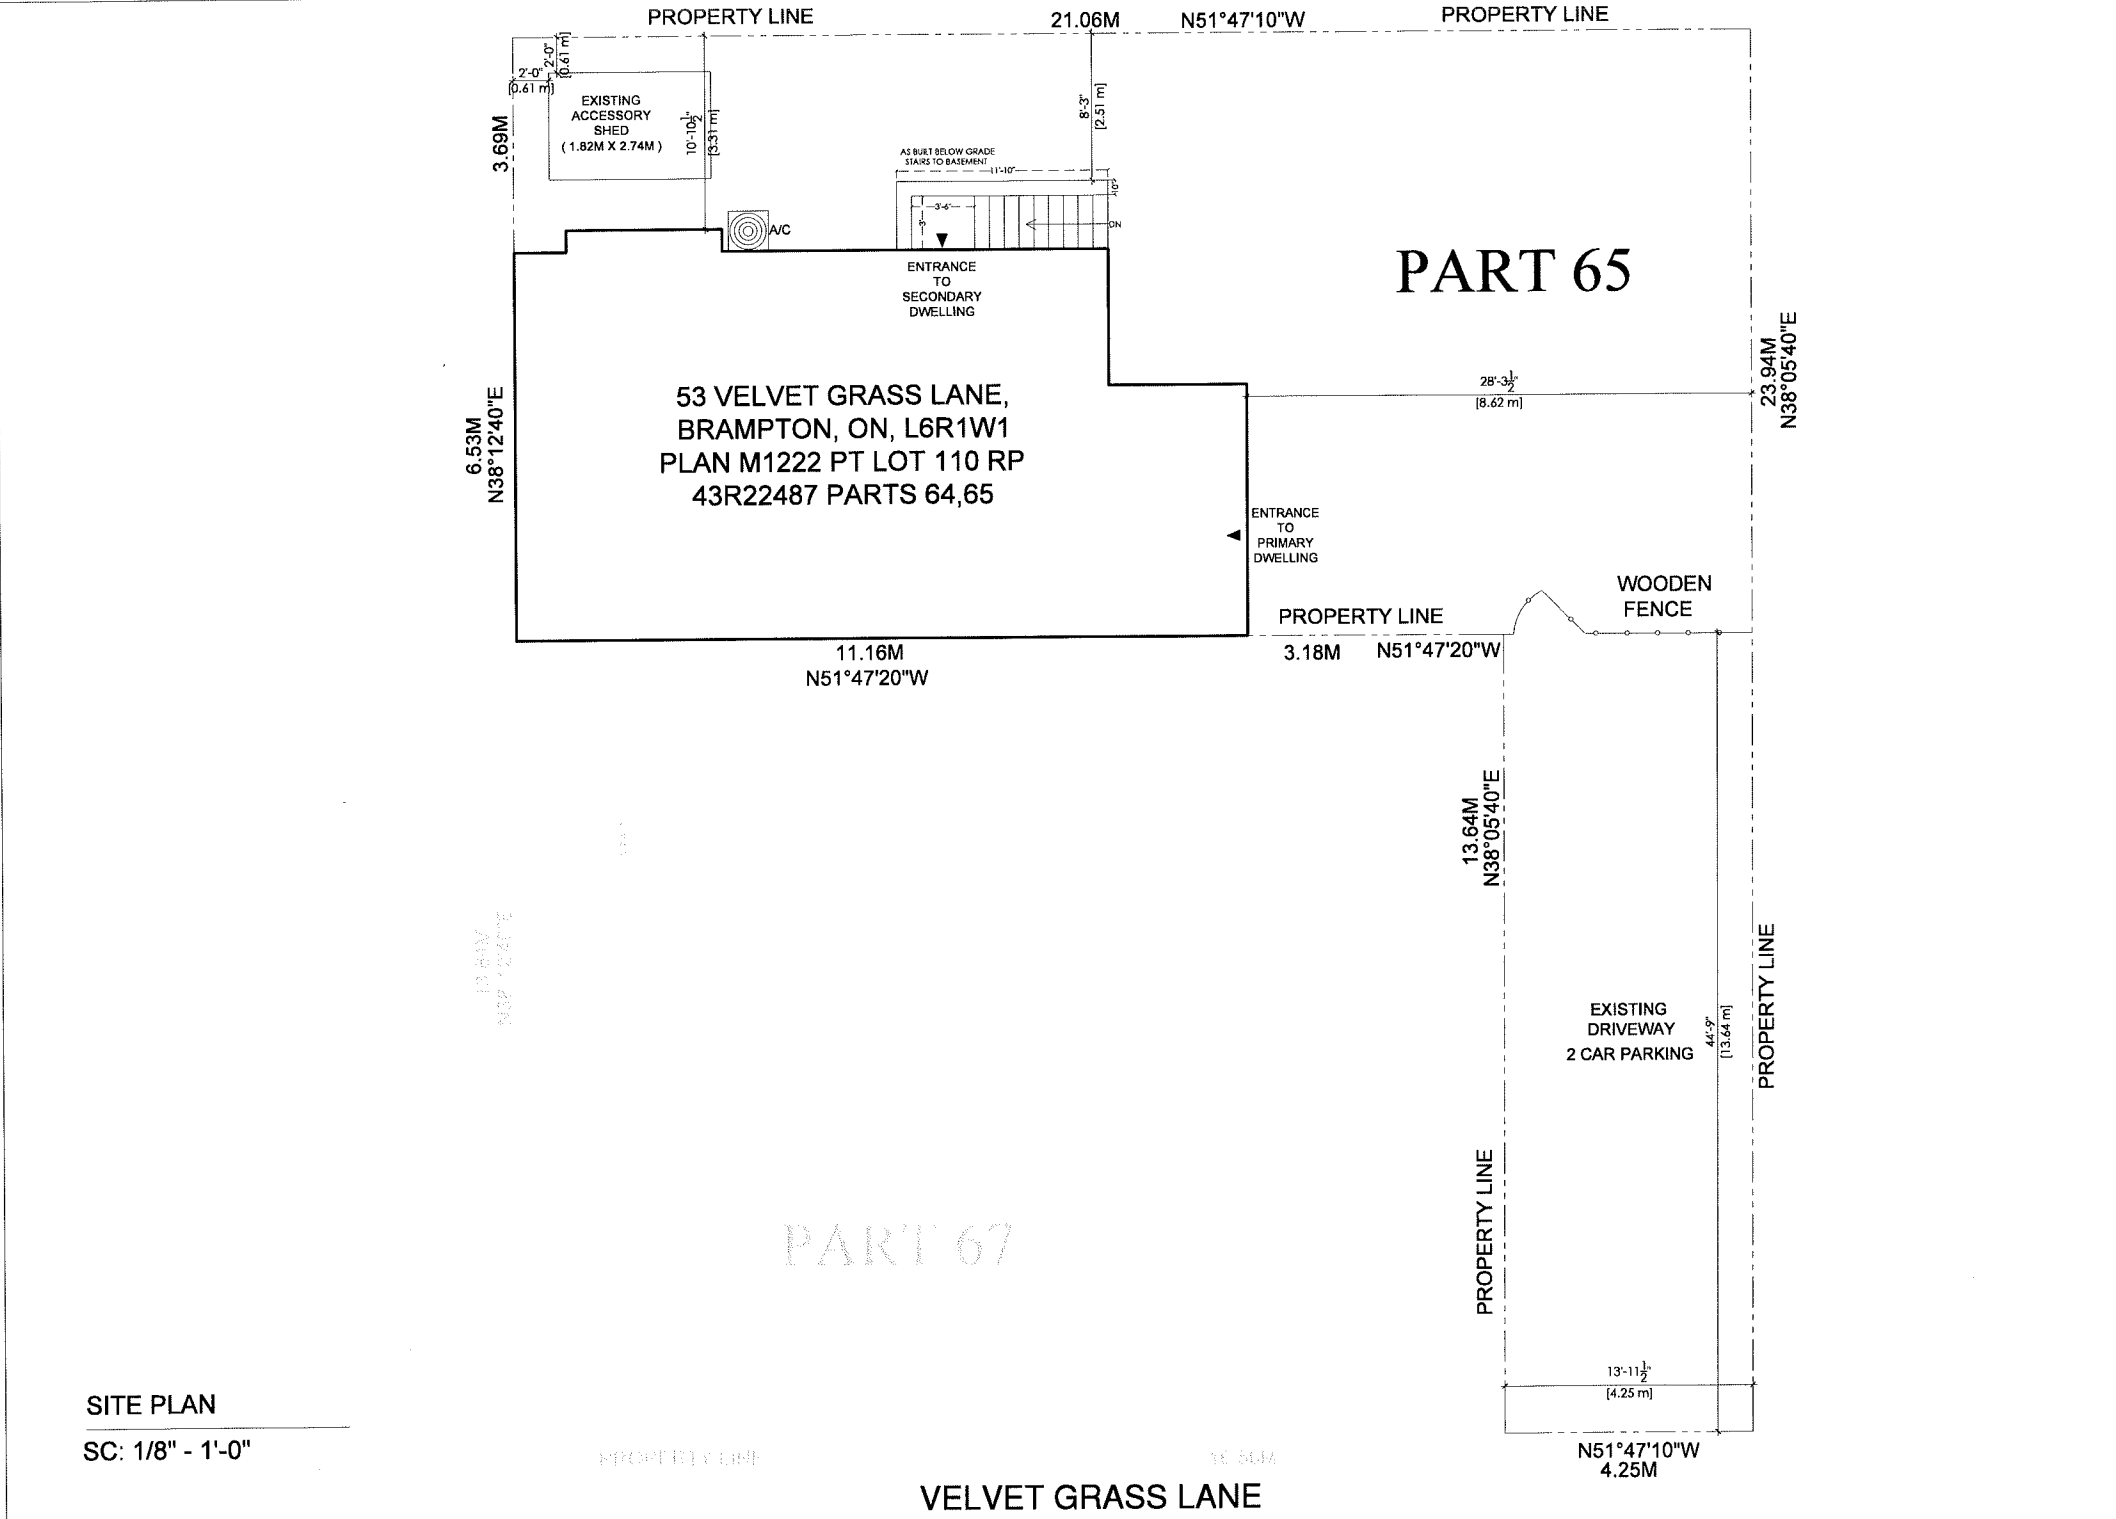 PROPERTY LINE
21.06M
N51°47'10"W
PROPERTY LINE
2'-0"
[0.61 m]
2'-0"
[0.61 m]
EXISTING
ACCESSORY
SHED
( 1.82M X 2.74M )
3.69M
10'-10½"
[3.31 m]
8'-3"
[2.51 m]
AS BUILT BELOW GRADE
STAIRS TO BASEMENT
11'-10"
10"
3'-6"
3'
DN
A/C
ENTRANCE
TO
SECONDARY
DWELLING
PART 65
53 VELVET GRASS LANE,
BRAMPTON, ON, L6R1W1
PLAN M1222 PT LOT 110 RP
43R22487 PARTS 64,65
6.53M
N38°12'40"E
28'-3½"
[8.62 m]
23.94M
N38°05'40"E
ENTRANCE
TO
PRIMARY
DWELLING
WOODEN
FENCE
PROPERTY LINE
11.16M
N51°47'20"W
3.18M
N51°47'20"W
13.64M
N38°05'40"E
EXISTING
DRIVEWAY
2 CAR PARKING
44'-9"
[13.64 m]
PROPERTY LINE
PROPERTY LINE
PART 67
13'-11½"
[4.25 m]
SITE PLAN
SC: 1/8" - 1'-0"
PROPERTY LINE
N51°47'10"W
4.25M
VELVET GRASS LANE